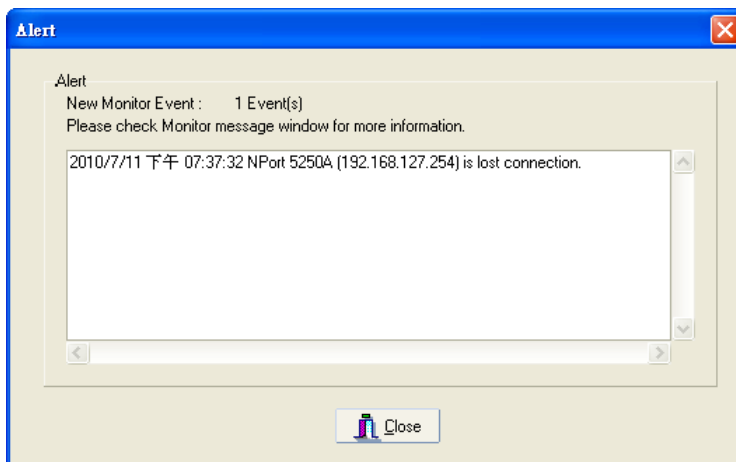 Alert
Alert
New Monitor Event : 1 Event(s)
Please check Monitor message window for more information.
2010/7/11 下午 07:37:32 NPort 5250A (192.168.127.254) is lost connection.
Close